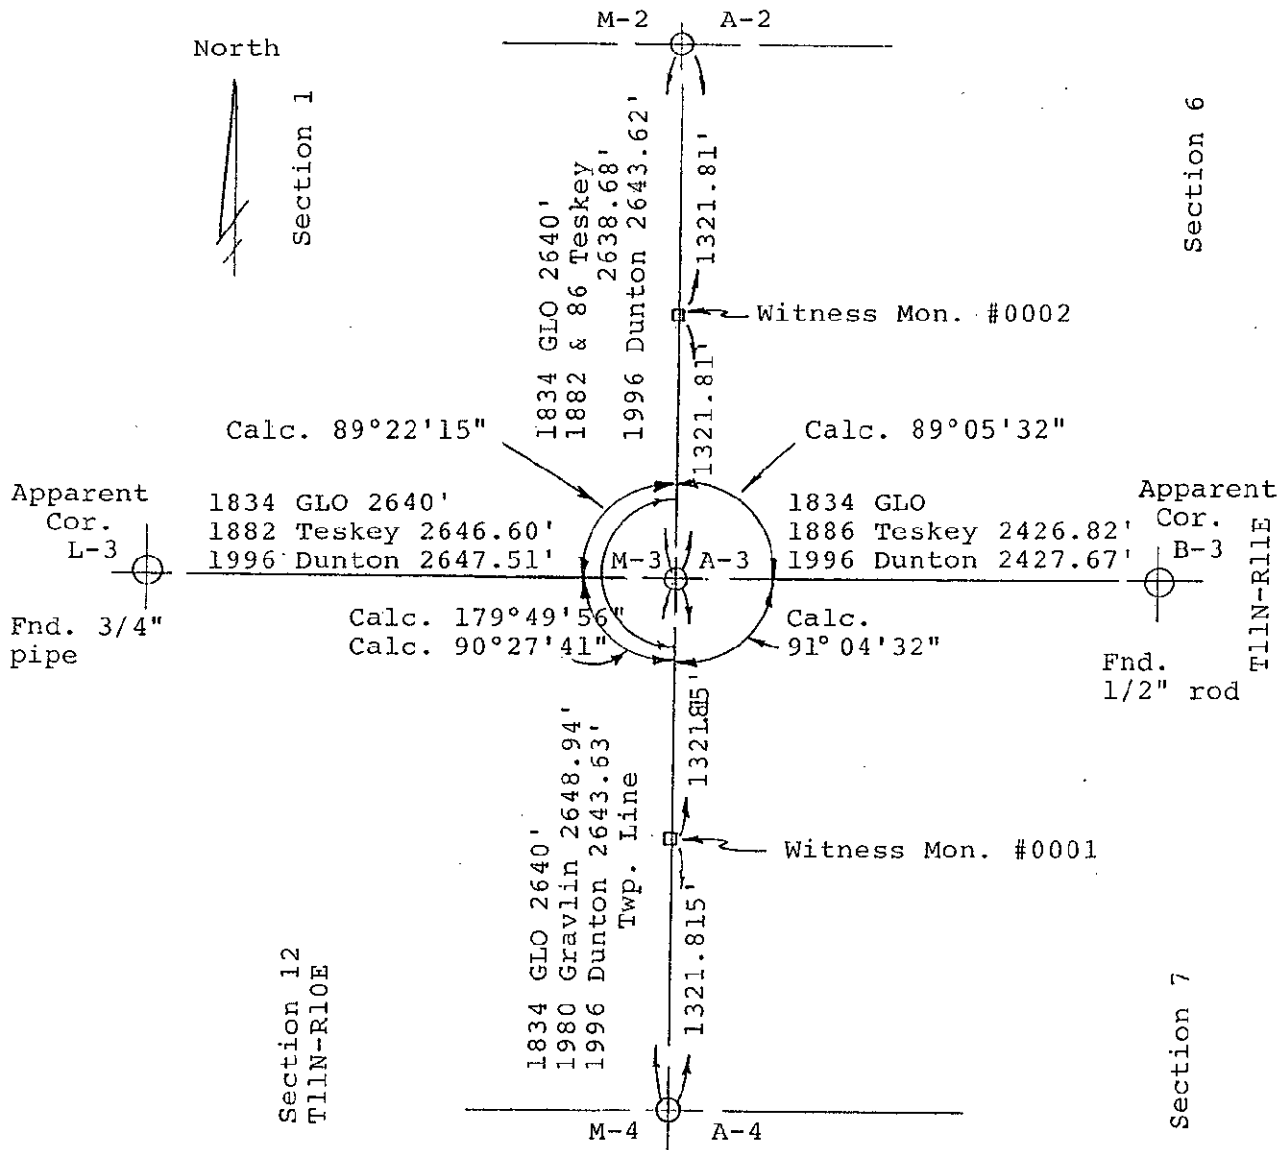 M-2 A-2
North
Section 1
Section 6
1834 GLO 2640'
1882 & 86 Teskey
2638.68'
1996 Dunton 2643.62'
1321.81'
Witness Mon. #0002
1321.81'
Calc. 89°22'15"
Calc. 89°05'32"
Apparent
Cor.
L-3
1834 GLO 2640'
1882 Teskey 2646.60'
1996 Dunton 2647.51'
M-3 A-3
1834 GLO
1886 Teskey 2426.82'
1996 Dunton 2427.67'
Apparent
Cor.
B-3
T11N-R11E
Fnd. 3/4"
pipe
Calc. 179°49'56"
Calc. 90°27'41"
Calc.
91°04'32"
Fnd.
1/2" rod
1834 GLO 2640'
1980 Gravlin 2648.94'
1996 Dunton 2643.63'
Twp. Line
Witness Mon. #0001
1321.815'
Section 12
T11N-R10E
Section 7
M-4 A-4